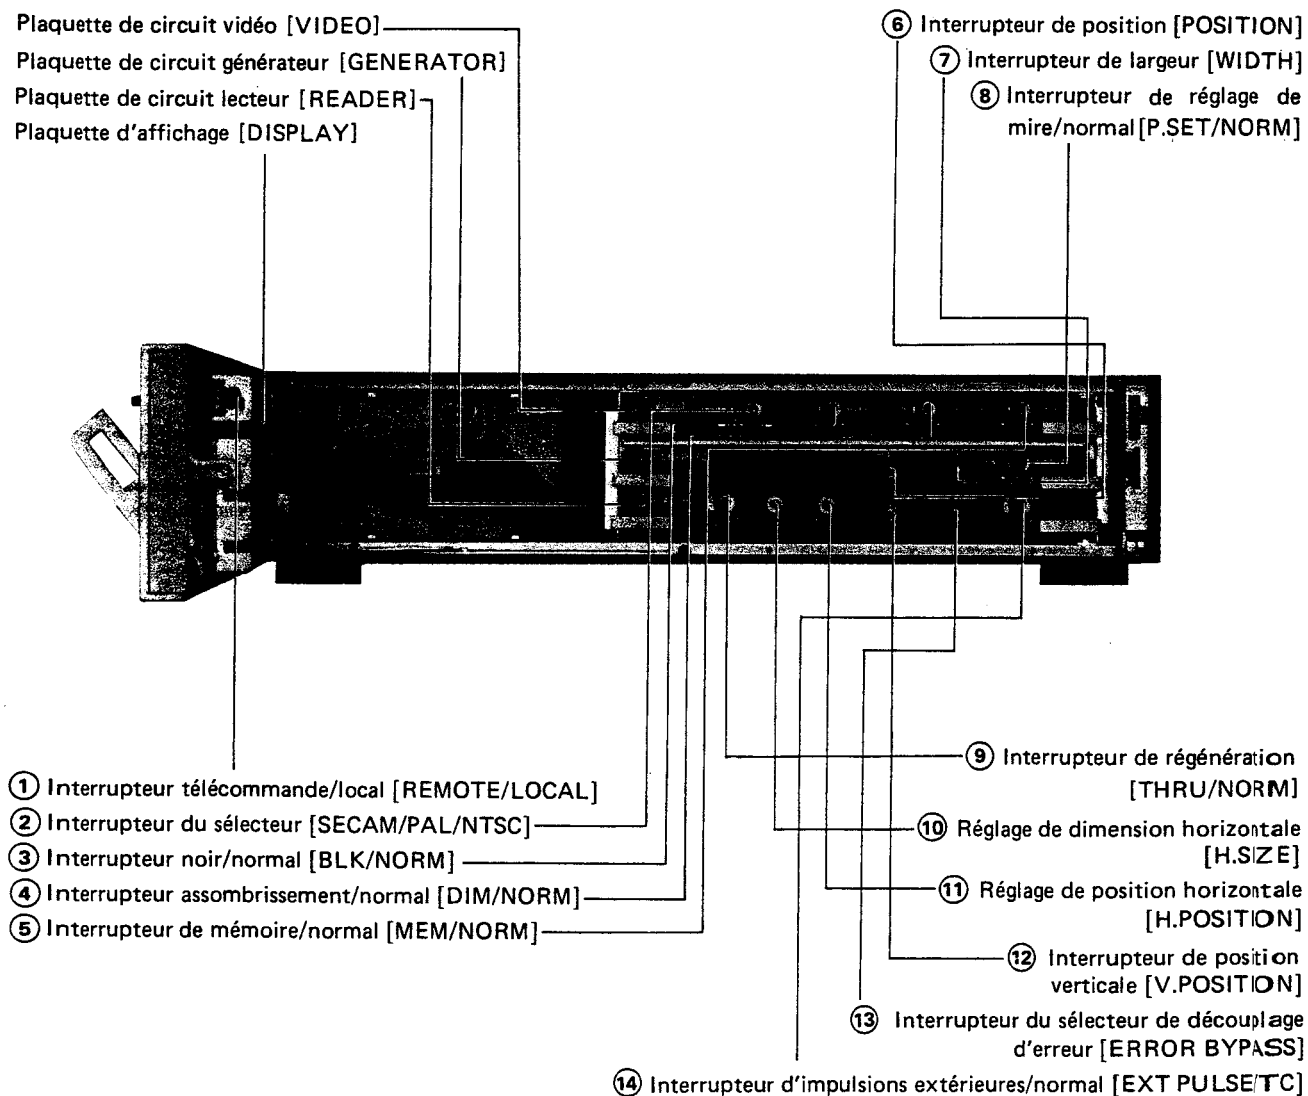 Plaquette de circuit vidéo [VIDEO]
Plaquette de circuit générateur [GENERATOR]
Plaquette de circuit lecteur [READER]
Plaquette d'affichage [DISPLAY]
⑥ Interrupteur de position [POSITION]
⑦ Interrupteur de largeur [WIDTH]
⑧ Interrupteur de réglage de
mire/normal [P.SET/NORM]
① Interrupteur télécommande/local [REMOTE/LOCAL]
② Interrupteur du sélecteur [SECAM/PAL/NTSC]
③ Interrupteur noir/normal [BLK/NORM]
④ Interrupteur assombrissement/normal [DIM/NORM]
⑤ Interrupteur de mémoire/normal [MEM/NORM]
⑨ Interrupteur de régénération
[THRU/NORM]
⑩ Réglage de dimension horizontale
[H.SIZE]
⑪ Réglage de position horizontale
[H.POSITION]
⑫ Interrupteur de position
verticale [V.POSITION]
⑬ Interrupteur du sélecteur de découplage
d'erreur [ERROR BYPASS]
⑭ Interrupteur d'impulsions extérieures/normal [EXT PULSE/TC]